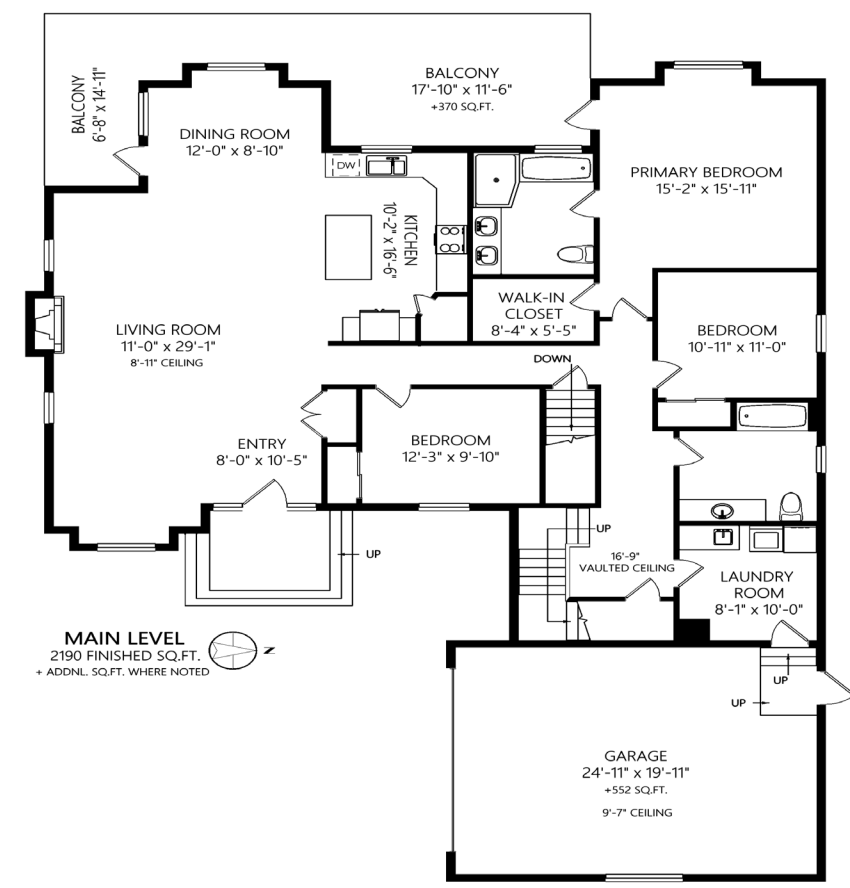 BALCONY
6'-8" x 14'-11"
BALCONY
17'-10" x 11'-6"
+370 SQ.FT.
DINING ROOM
12'-0" x 8'-10"
DW
PRIMARY BEDROOM
15'-2" x 15'-11"
KITCHEN
10'-2" x 16'-6"
WALK-IN
CLOSET
8'-4" x 5'-5"
LIVING ROOM
11'-0" x 29'-1"
8'-11" CEILING
BEDROOM
10'-11" x 11'-0"
DOWN
ENTRY
8'-0" x 10'-5"
BEDROOM
12'-3" x 9'-10"
UP
UP
16'-9"
VAULTED CEILING
LAUNDRY
ROOM
8'-1" x 10'-0"
MAIN LEVEL
2190 FINISHED SQ.FT.
+ ADDNL. SQ.FT. WHERE NOTED
N
UP
UP
GARAGE
24'-11" x 19'-11"
+552 SQ.FT.
9'-7" CEILING